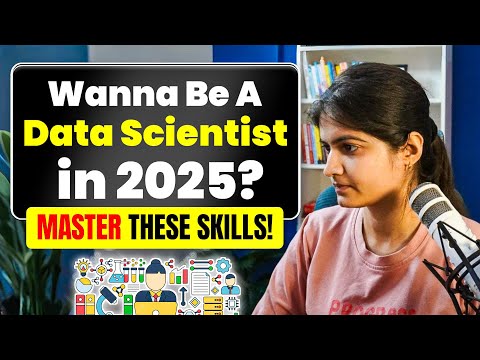 Wanna Be A
Data Scientist
in 2025?
MASTER THESE SKILLS!